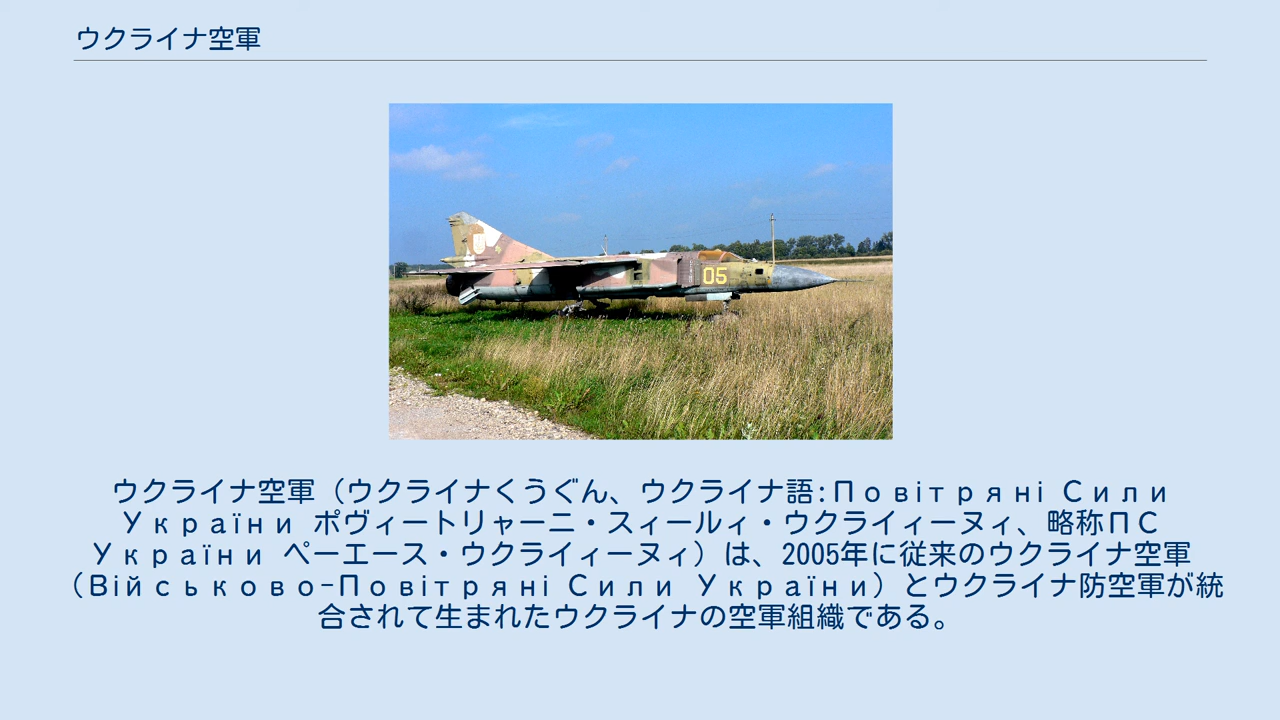 ウクライナ空軍
05
ウクライナ空軍（ウクライナくうぐん、ウクライナ語:Повітряні Сили
України ポヴィートリャーニ・スィールィ・ウクライィーヌィ、略称ПС
України ペーエース・ウクライィーヌィ）は、2005年に従来のウクライナ空軍
（Військово-Повітряні Сили України）とウクライナ防空軍が統
合されて生まれたウクライナの空軍組織である。